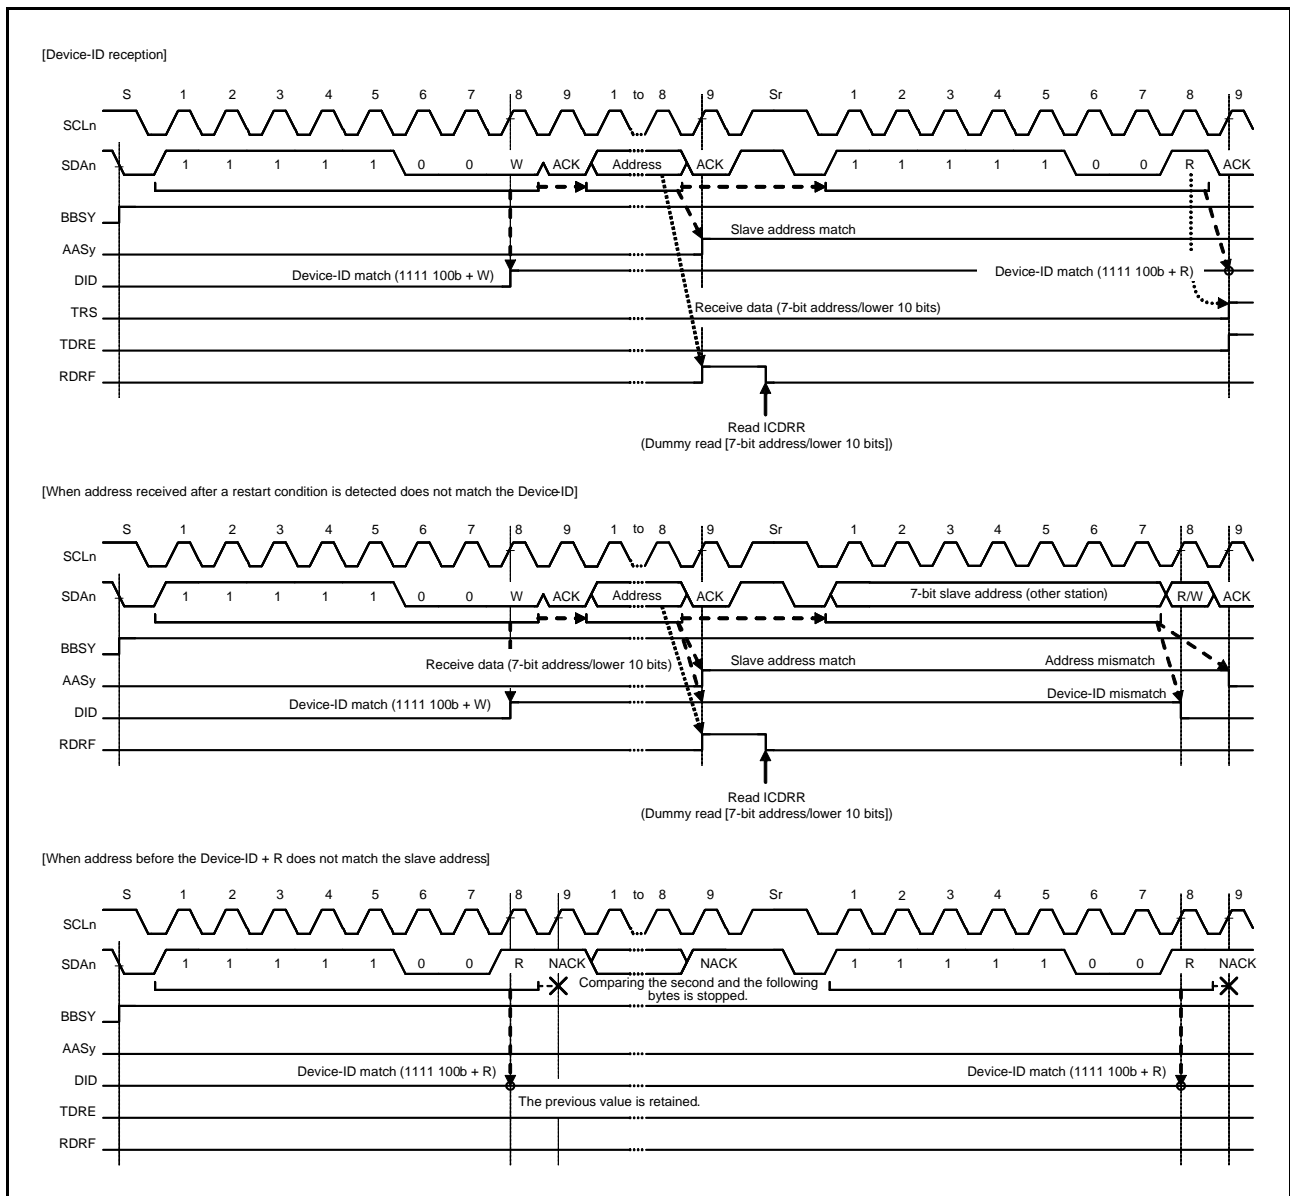 [Device-ID reception]
S 1 2 3 4 5 6 7 8 9 1 to 8 9 Sr 1 2 3 4 5 6 7 8 9
SCLn
SDAn 1 1 1 1 1 0 0 W ACK Address ACK 1 1 1 1 1 0 0 R ACK
BBSY
Slave address match
AASy
Device-ID match (1111 100b + W) Device-ID match (1111 100b + R)
DID
Receive data (7-bit address/lower 10 bits)
TRS
TDRE
RDRF
Read ICDRR
(Dummy read [7-bit address/lower 10 bits])
[When address received after a restart condition is detected does not match the Device-ID]
S 1 2 3 4 5 6 7 8 9 1 to 8 9 Sr 1 2 3 4 5 6 7 8 9
SCLn
SDAn 1 1 1 1 1 0 0 W ACK Address ACK 7-bit slave address (other station) R/W ACK
BBSY
Receive data (7-bit address/lower 10 bits) Slave address match Address mismatch
AASy
Device-ID match (1111 100b + W) Device-ID mismatch
DID
RDRF
Read ICDRR
(Dummy read [7-bit address/lower 10 bits])
[When address before the Device-ID + R does not match the slave address]
S 1 2 3 4 5 6 7 8 9 1 to 8 9 Sr 1 2 3 4 5 6 7 8 9
SCLn
SDAn 1 1 1 1 1 0 0 R NACK NACK 1 1 1 1 1 0 0 R NACK
Comparing the second and the following
bytes is stopped.
BBSY
AASy
Device-ID match (1111 100b + R) Device-ID match (1111 100b + R)
DID
The previous value is retained.
TDRE
RDRF